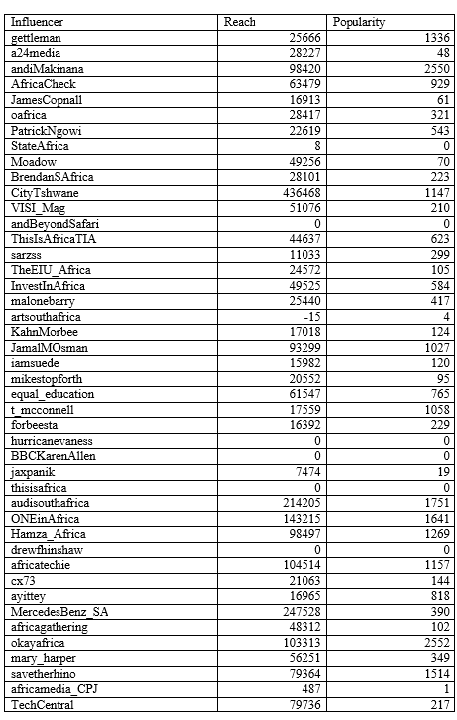 Influencer Reach Popularity
gettleman 25666 1336
a24media 28227 48
andiMakinana 98420 2550
AfricaCheck 63479 929
JamesCopnall 16913 61
oafrica 28417 321
PatrickNgowi 22619 543
StateAfrica 8 0
Moadow 49256 70
BrendanSAfrica 28101 223
CityTshwane 436468 1147
VISI_Mag 51076 210
andBeyondSafari 0 0
ThisIsAfricaTIA 44637 623
sarzss 11033 299
TheEIU_Africa 24572 105
InvestInAfrica 49525 584
malonebarry 25440 417
artsouthafrica -15 4
KahnMorbee 17018 124
JamalMOsman 93299 1027
iamsuede 15982 120
mikestopforth 20552 95
equal_education 61547 765
t_mcconnell 17559 1058
forbeesta 16392 229
hurricanevaness 0 0
BBCKarenAllen 0 0
jaxpanik 7474 19
thisisafrica 0 0
audisouthafrica 214205 1751
ONEinAfrica 143215 1641
Hamza_Africa 98497 1269
drewfhinshaw 0 0
africatechie 104514 1157
cx73 21063 144
ayittey 16965 818
MercedesBenz_SA 247528 390
africagathering 48312 102
okayafrica 103313 2552
mary_harper 56251 349
savetherhino 79364 1514
africamedia_CPJ 487 1
TechCentral 79736 217